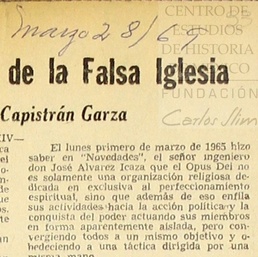 CENTRO DE
ESTUDIOS
DE HISTORIA
FUNDACIÓN
Carlos Slim
Marzo 28/65
de la Falsa Iglesia
Capistrán Garza
XIV—
El lunes primero de marzo de 1965 hizo
saber en "Novedades", el señor ingeniero
don José Alvarez Icaza que el Opus Dei no
es solamente una organización religiosa de-
dicada en exclusiva al perfeccionamiento
espiritual, sino que además de eso enfila
sus actividades hacia la acción política y la
conquista del poder actuando sus miembros
en forma aparentemente aislada, pero con-
vergiendo todos a un mismo objetivo y o-
bedeciendo a una táctica dirigida por una
misma mano.